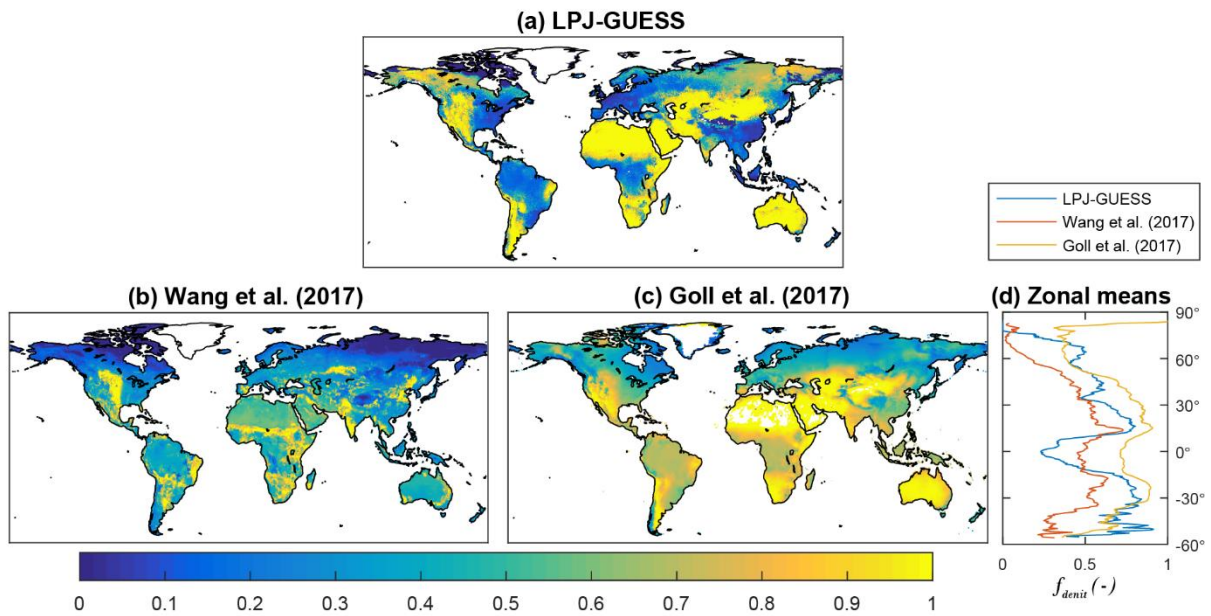 (a) LPJ-GUESS
LPJ-GUESS
Wang et al. (2017)
Goll et al. (2017)
(b) Wang et al. (2017)
(c) Goll et al. (2017)
(d) Zonal means
90°
60°
30°
0°
-30°
-60°
0 0.5 1
f_denit (-)
0 0.1 0.2 0.3 0.4 0.5 0.6 0.7 0.8 0.9 1